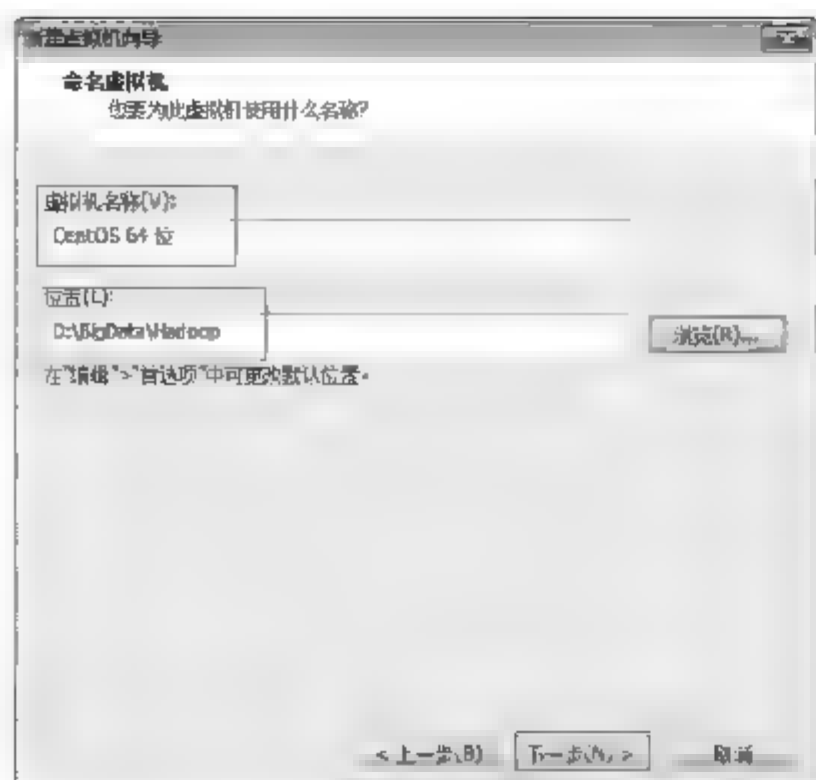 新建虚拟机向导
命名虚拟机
您要为此虚拟机使用什么名称?
虚拟机名称(V):
CentOS 64 位
位置(L):
D:\BigData\Hadoop
浏览(R)...
在"编辑">"首选项"中可更改默认位置。
< 上一步(B)
下一步(N) >
取消